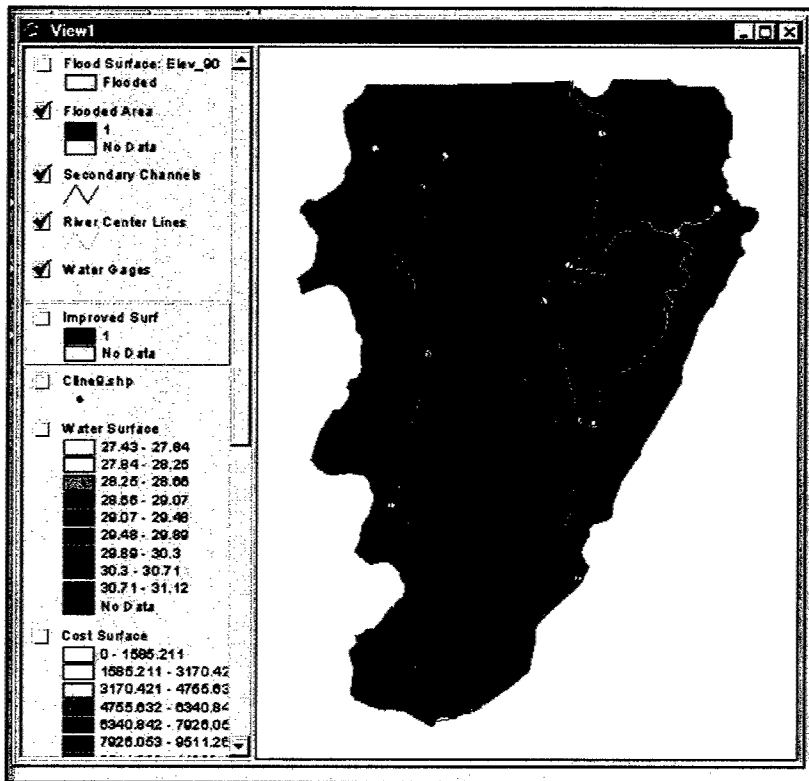 View1
Flood Surface: Elev_90
Flooded
Flooded Area
1
No Data
Secondary Channels
River Center Lines
Water Gages
Improved Surf
1
No Data
Cline9.shp
Water Surface
27.43 - 27.84
27.84 - 28.25
28.25 - 28.66
28.66 - 29.07
29.07 - 29.48
29.48 - 29.89
29.89 - 30.3
30.3 - 30.71
30.71 - 31.12
No Data
Cost Surface
0 - 1585.211
1585.211 - 3170.42
3170.421 - 4755.63
4755.632 - 6340.84
6340.842 - 7926.05
7926.053 - 9511.26